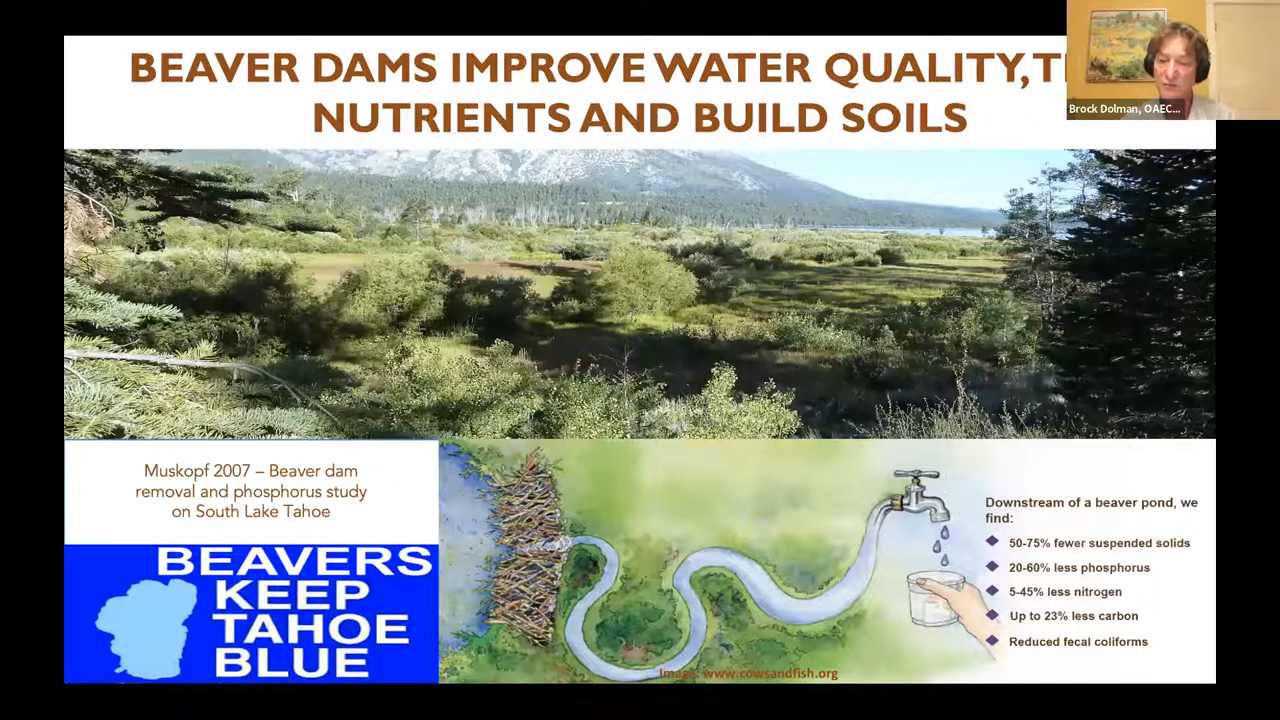 BEAVER DAMS IMPROVE WATER QUALITY,
NUTRIENTS AND BUILD SOILS
Brock Dolman, OAEC...
Muskopf 2007 – Beaver dam
removal and phosphorus study
on South Lake Tahoe
BEAVERS
KEEP
TAHOE
BLUE
Downstream of a beaver pond, we
find:
50-75% fewer suspended solids
20-60% less phosphorus
5-45% less nitrogen
Up to 23% less carbon
Reduced fecal coliforms
Image: www.cowsandfish.org